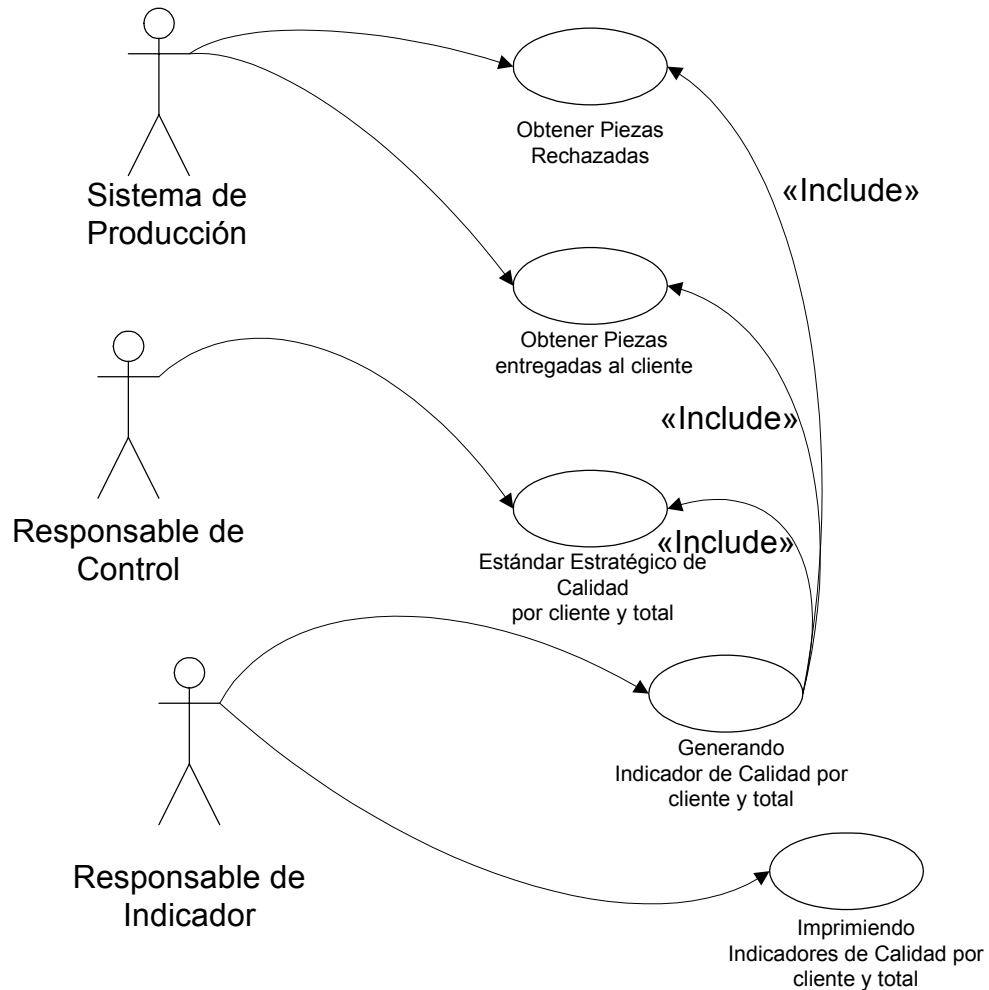 Obtener Piezas
Rechazadas
Sistema de
Producción
«Include»
Obtener Piezas
entregadas al cliente
«Include»
Responsable de
Control
«Include»
Estándar Estratégico de
Calidad
por cliente y total
Generando
Indicador de Calidad por
cliente y total
Responsable de
Indicador
Imprimiendo
Indicadores de Calidad por
cliente y total